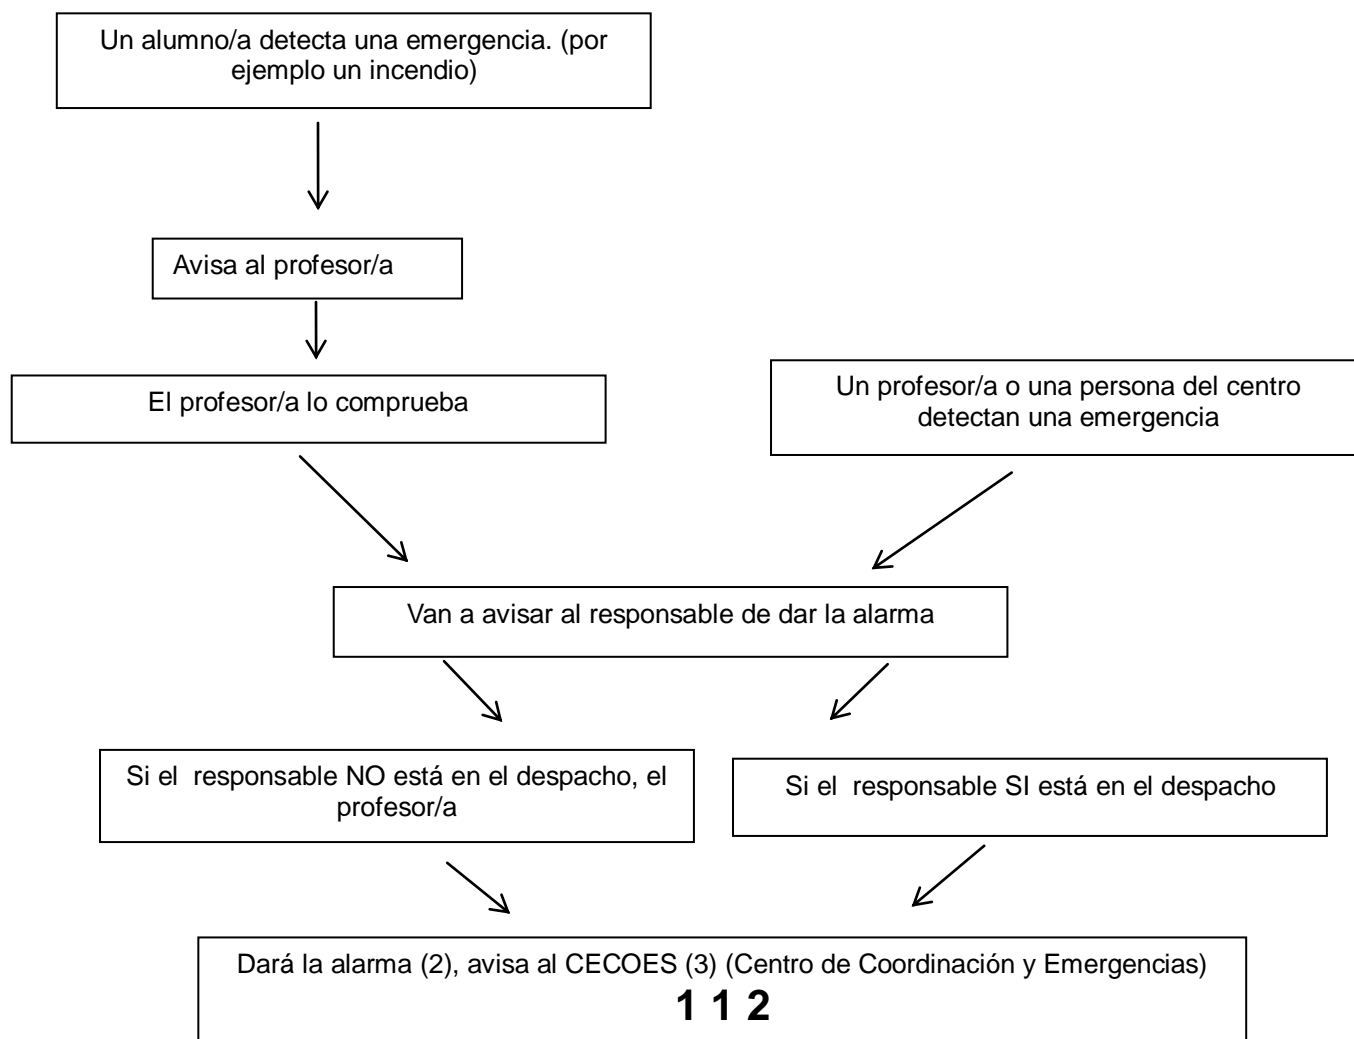 Un alumno/a detecta una emergencia. (por
ejemplo un incendio)
Avisa al profesor/a
El profesor/a lo comprueba
Un profesor/a o una persona del centro
detectan una emergencia
Van a avisar al responsable de dar la alarma
Si el  responsable NO está en el despacho, el
profesor/a
Si el  responsable SI está en el despacho
Dará la alarma (2), avisa al CECOES (3) (Centro de Coordinación y Emergencias)
1 1 2